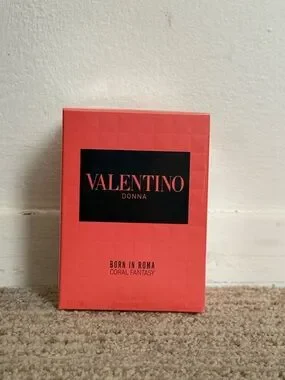 VALENTINO
DONNA
BORN IN ROMA
CORAL FANTASY